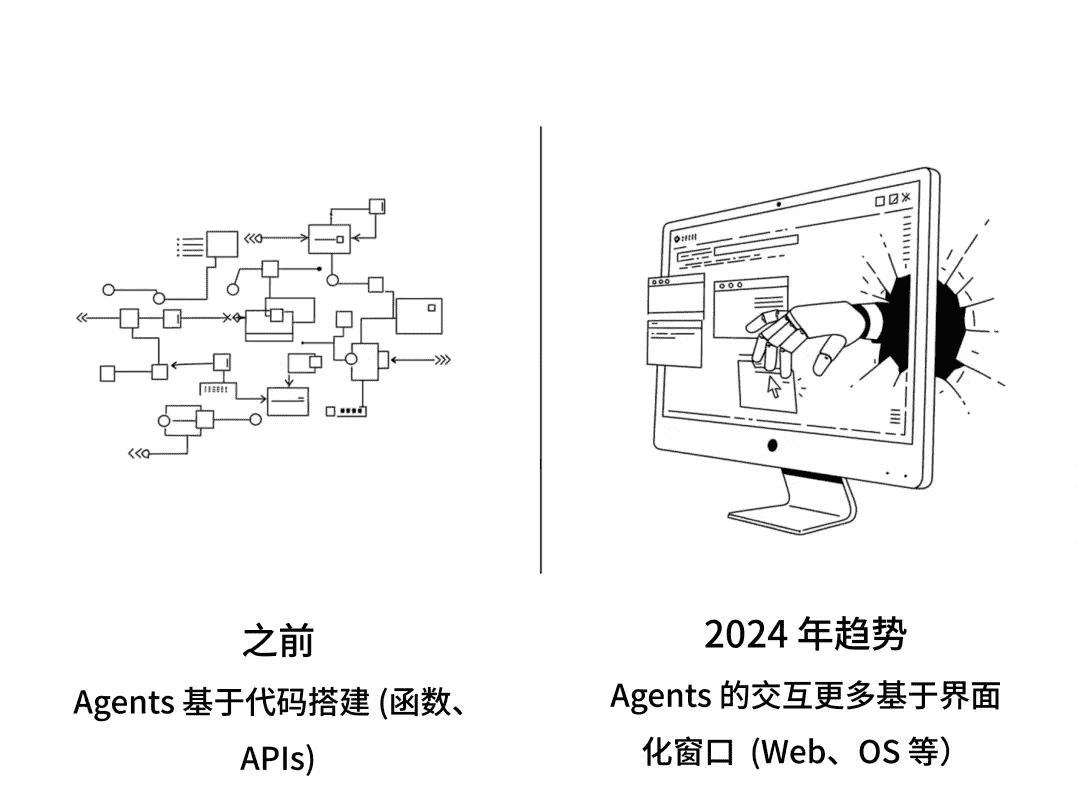 之前
Agents 基于代码搭建 (函数、
APIs)
2024 年趋势
Agents 的交互更多基于界面
化窗口 (Web、OS 等）